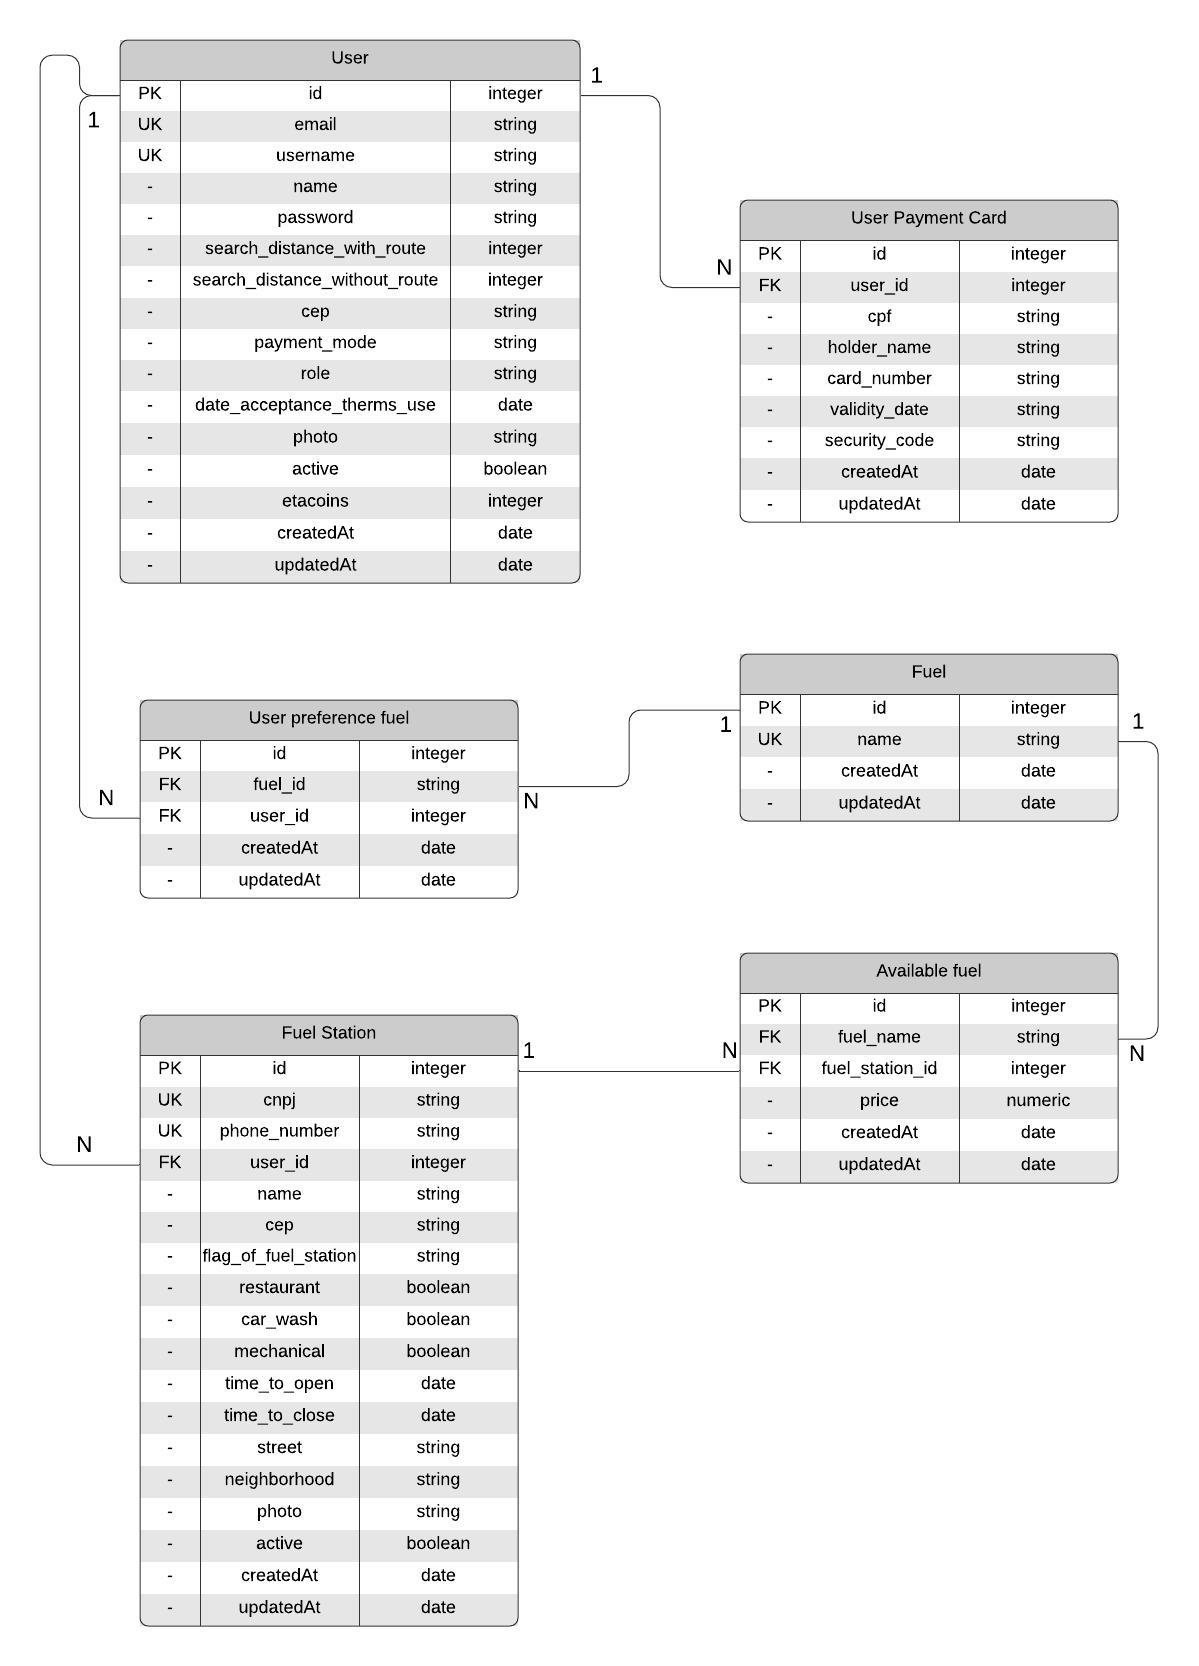 User
1
PK id integer
1
UK email string
UK username string
- name string
- password string
- search_distance_with_route integer
- search_distance_without_route integer
- cep string
- payment_mode string
- role string
- date_acceptance_therms_use date
- photo string
- active boolean
- etacoins integer
- createdAt date
- updatedAt date
User Payment Card
PK id integer
N
FK user_id integer
- cpf string
- holder_name string
- card_number string
- validity_date string
- security_code string
- createdAt date
- updatedAt date
User preference fuel
PK id integer
FK fuel_id string
N
N
FK user_id integer
- createdAt date
- updatedAt date
Fuel
PK id integer
1
1
UK name string
- createdAt date
- updatedAt date
Available fuel
PK id integer
FK fuel_name string
N
N
FK fuel_station_id integer
- price numeric
- createdAt date
- updatedAt date
Fuel Station
1
PK id integer
UK cnpj string
UK phone_number string
N
FK user_id integer
- name string
- cep string
- flag_of_fuel_station string
- restaurant boolean
- car_wash boolean
- mechanical boolean
- time_to_open date
- time_to_close date
- street string
- neighborhood string
- photo string
- active boolean
- createdAt date
- updatedAt date